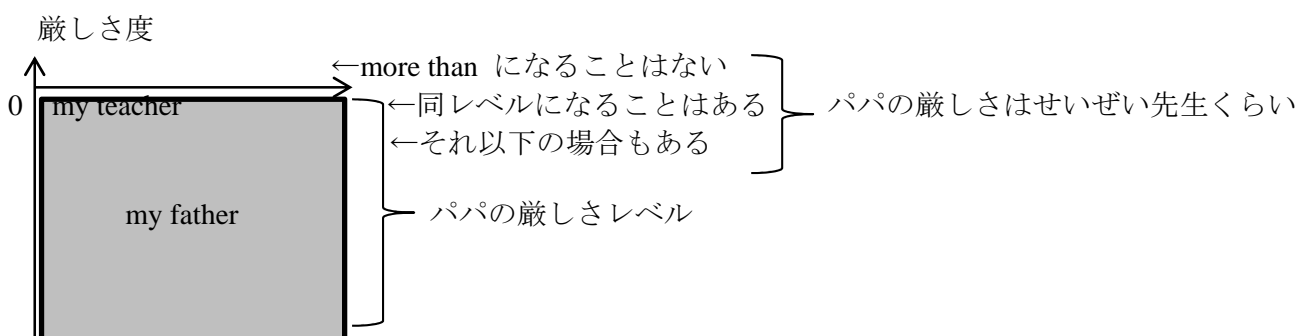 厳しさ度
←more than になることはない
0 my teacher ←同レベルになることはある パパの厳しさはせいぜい先生くらい
←それ以下の場合もある
my father パパの厳しさレベル